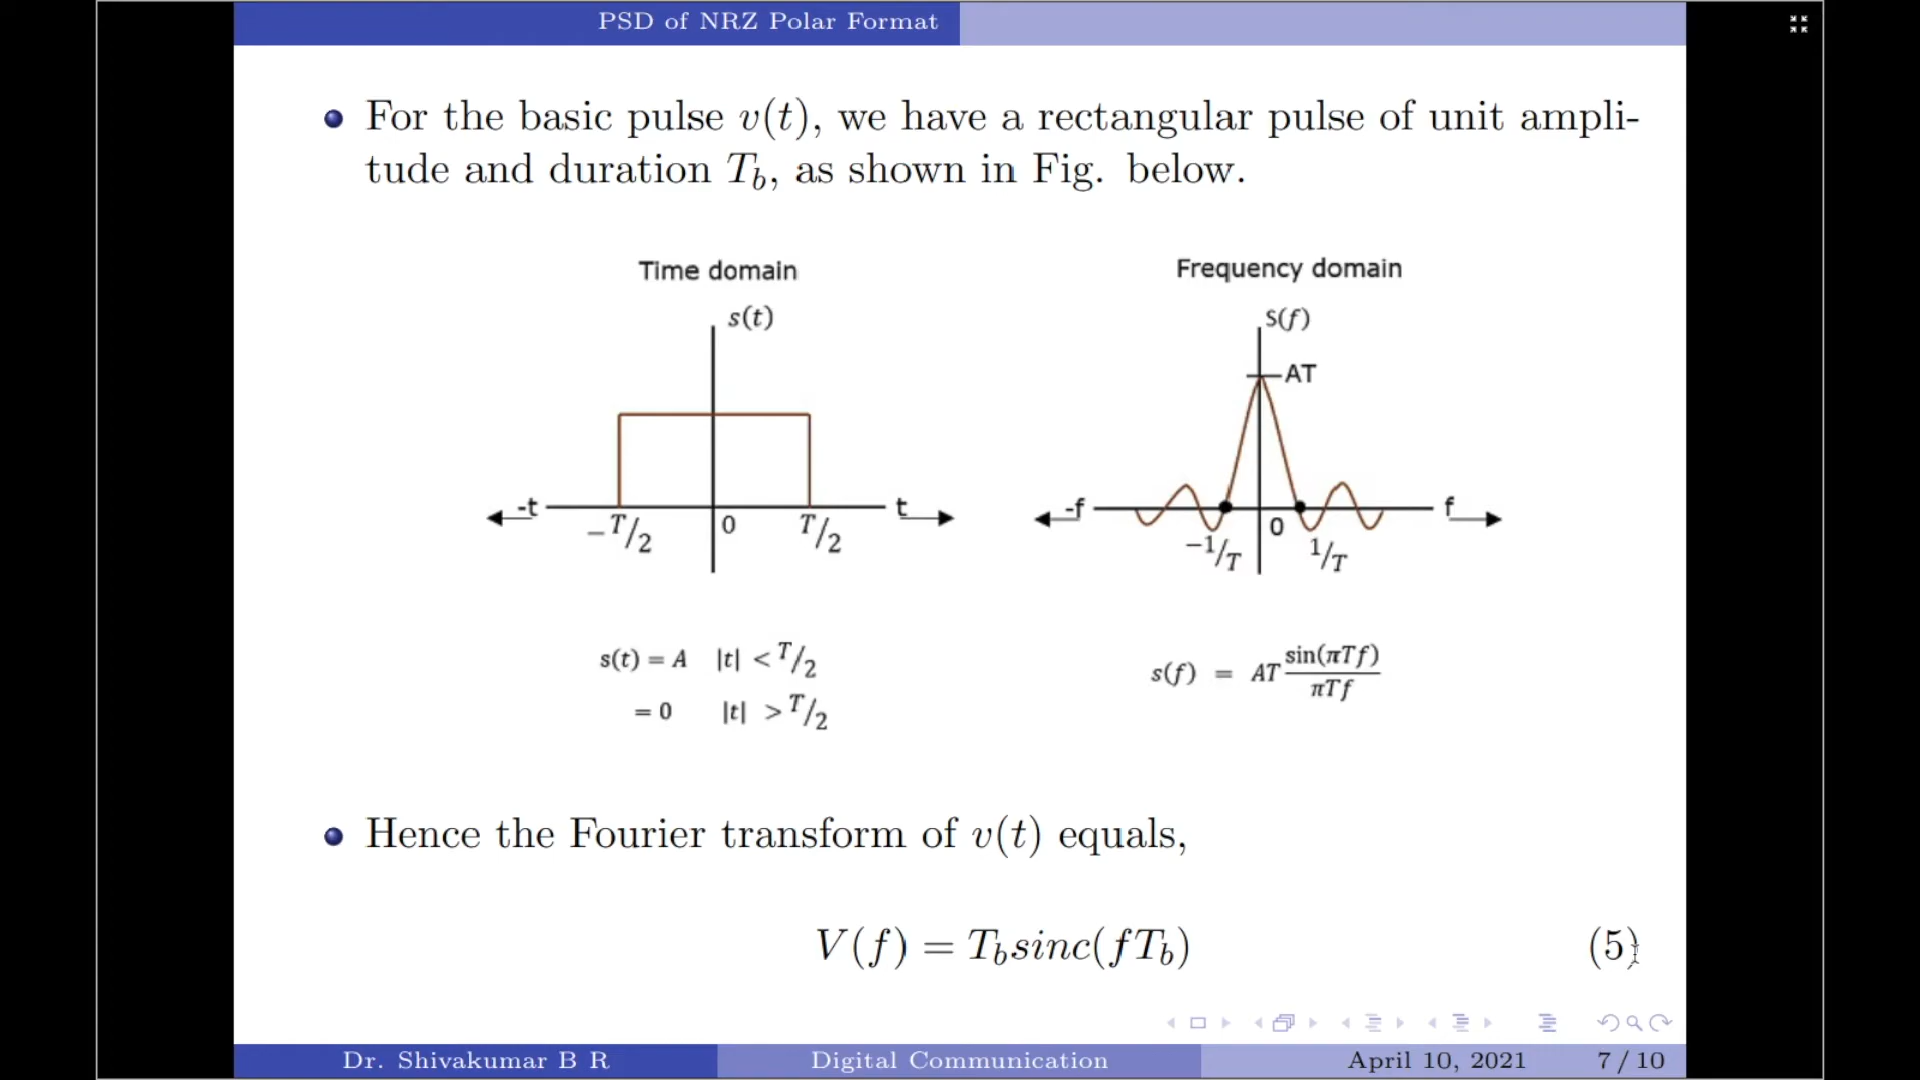 PSD of NRZ Polar Format
• For the basic pulse v(t), we have a rectangular pulse of unit ampli-
tude and duration T_b, as shown in Fig. below.
Time domain
s(t)
-t
t
−T/2
0
T/2
s(t) = A |t| < T/2
= 0 |t| > T/2
Frequency domain
S(f)
AT
-f
f
−1/T
0
1/T
s(f) = AT sin(πTf)/πTf
• Hence the Fourier transform of v(t) equals,
V(f) = T_b sinc(fT_b) (5)
Dr. Shivakumar B R Digital Communication April 10, 2021 7 / 10